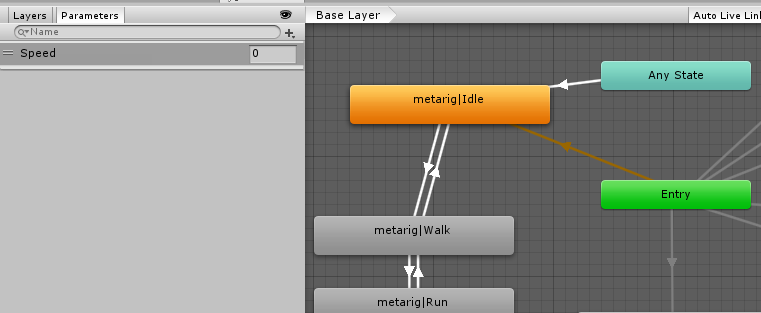 Layers Parameters
Name
Speed 0
Base Layer
Auto Live Link
Any State
metarig|Idle
Entry
metarig|Walk
metarig|Run